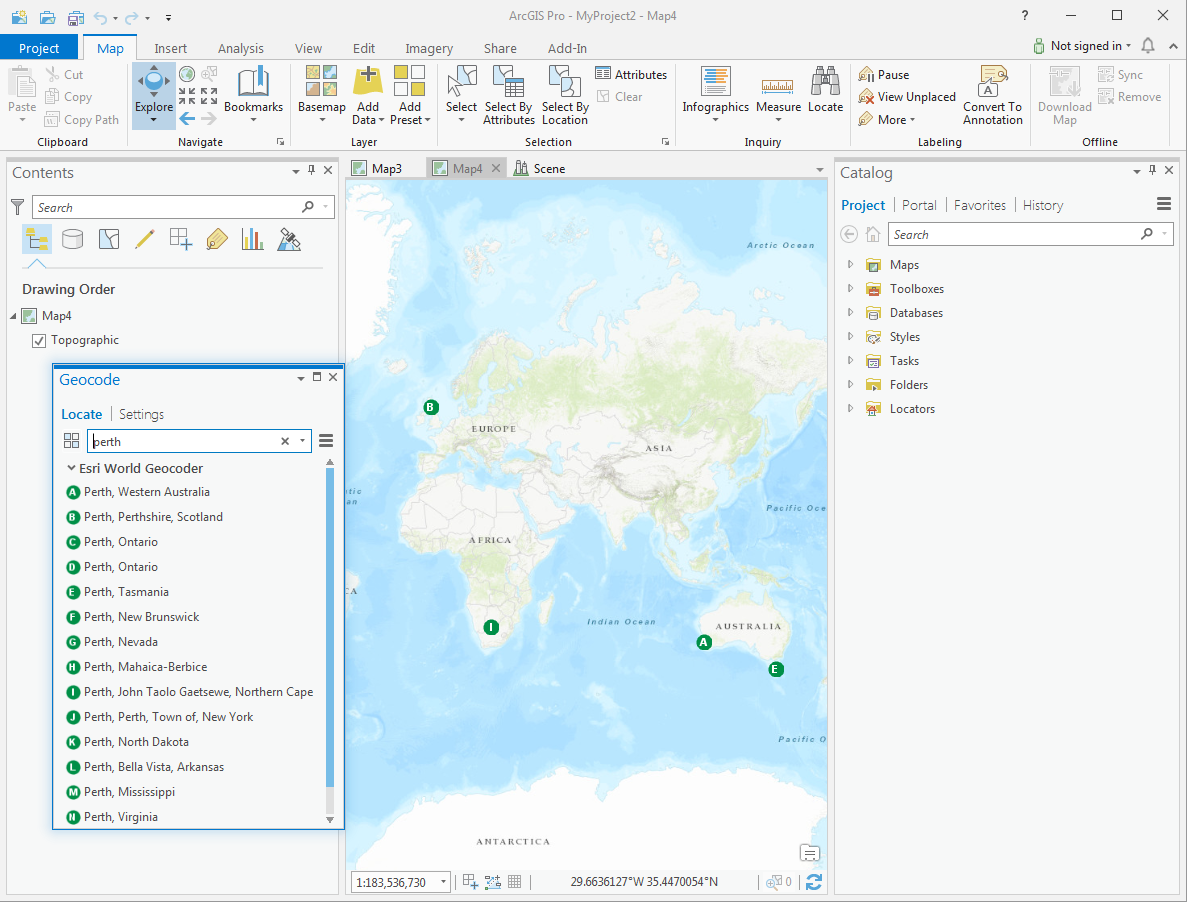 ArcGIS Pro - MyProject2 - Map4
?
Project Map Insert Analysis View Edit Imagery Share Add-In
Not signed in
Paste
Cut
Copy
Copy Path
Clipboard
Explore
Bookmarks
Navigate
Basemap
Add Data
Add Preset
Layer
Select
Select By Attributes
Select By Location
Attributes
Clear
Selection
Infographics
Measure
Locate
Inquiry
Pause
View Unplaced
More
Convert To Annotation
A
Labeling
Download Map
Sync
Remove
Offline
Contents
Search
Drawing Order
Map4
Topographic
Geocode
Locate Settings
perth
Esri World Geocoder
A Perth, Western Australia
B Perth, Perthshire, Scotland
C Perth, Ontario
D Perth, Ontario
E Perth, Tasmania
F Perth, New Brunswick
G Perth, Nevada
H Perth, Mahaica-Berbice
I Perth, John Taolo Gaetsewe, Northern Cape
J Perth, Perth, Town of, New York
K Perth, North Dakota
L Perth, Bella Vista, Arkansas
M Perth, Mississippi
N Perth, Virginia
Map3 Map4 Scene
Arctic Ocean
B
EUROPE
ASIA
tic
an
Pacific Oce
AFRICA
CA
Indian Ocean
AUSTRALIA
I
A
E
Pacific O
ANTARCTICA
1:183,536,730
29.6636127°W 35.4470054°N
0
Catalog
Project Portal Favorites History
Search
Maps
Toolboxes
Databases
Styles
Tasks
Folders
Locators